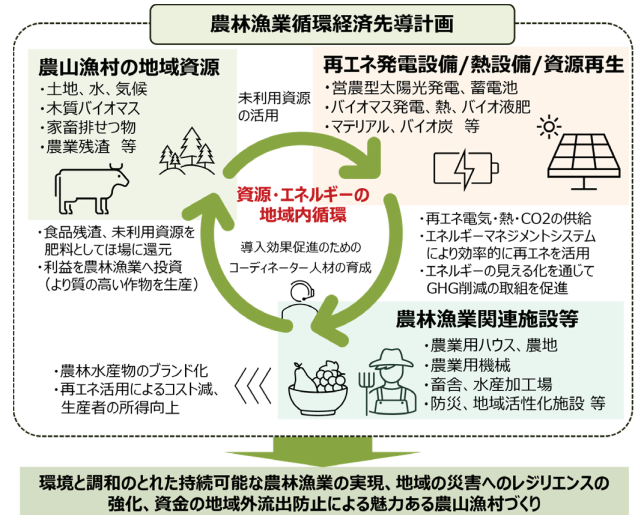 農林漁業循環経済先導計画
農山漁村の地域資源
・土地、水、気候
・木質バイオマス
・家畜排せつ物
・農業残渣 等
未利用資源
の活用
再エネ発電設備/熱設備/資源再生
・営農型太陽光発電、蓄電池
・バイオマス発電、熱、バイオ液肥
・マテリアル、バイオ炭 等
資源・エネルギーの
地域内循環
導入効果促進のための
コーディネーター人材の育成
・食品残渣、未利用資源を
肥料としてほ場に還元
・利益を農林漁業へ投資
（より質の高い作物を生産）
・再エネ電気・熱・CO2の供給
・エネルギーマネジメントシステム
により効率的に再エネを活用
・エネルギーの見える化を通じて
GHG削減の取組を促進
農林漁業関連施設等
・農業用ハウス、農地
・農業用機械
・畜舎、水産加工場
・防災、地域活性化施設 等
・農林水産物のブランド化
・再エネ活用によるコスト減、
生産者の所得向上
環境と調和のとれた持続可能な農林漁業の実現、地域の災害へのレジリエンスの
強化、資金の地域外流出防止による魅力ある農山漁村づくり